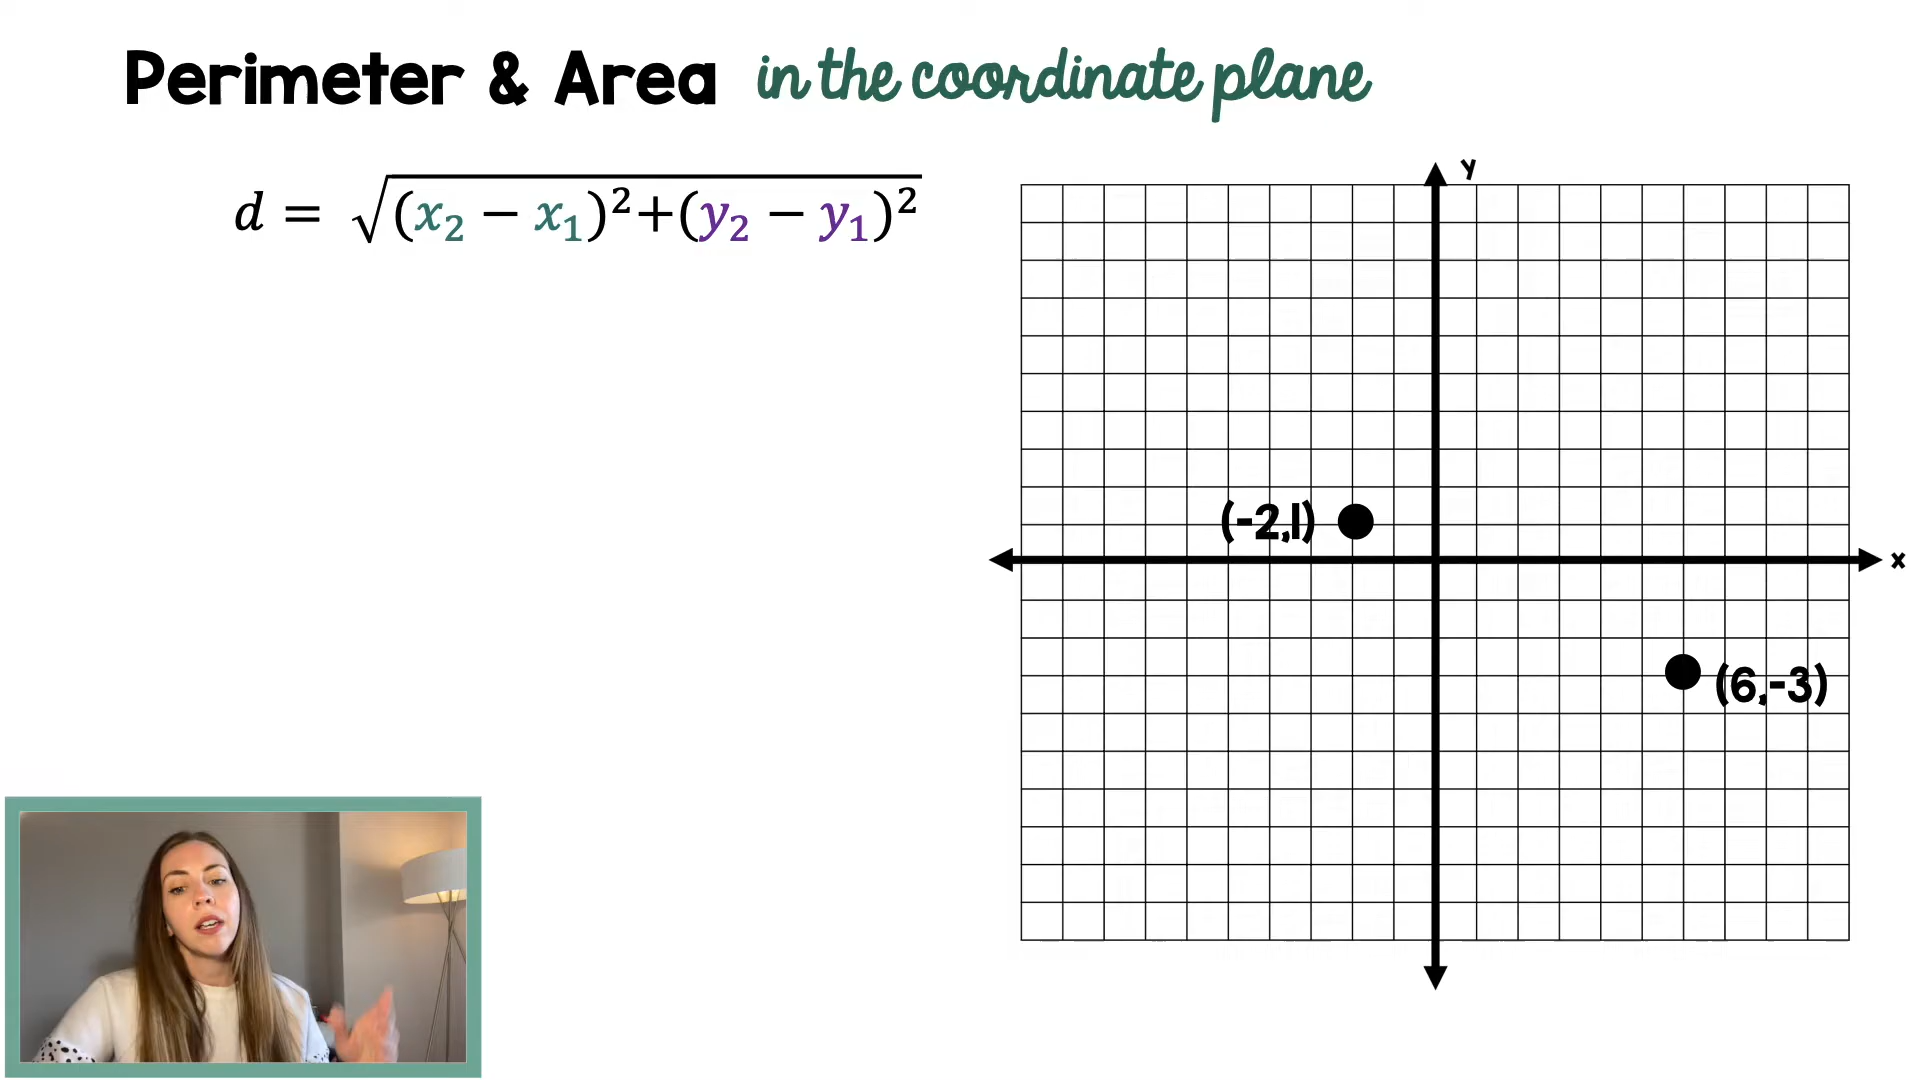 Perimeter & Area in the coordinate plane
d = √(x₂ − x₁)²+(y₂ − y₁)²
y
(-2,1)
x
(6,-3)